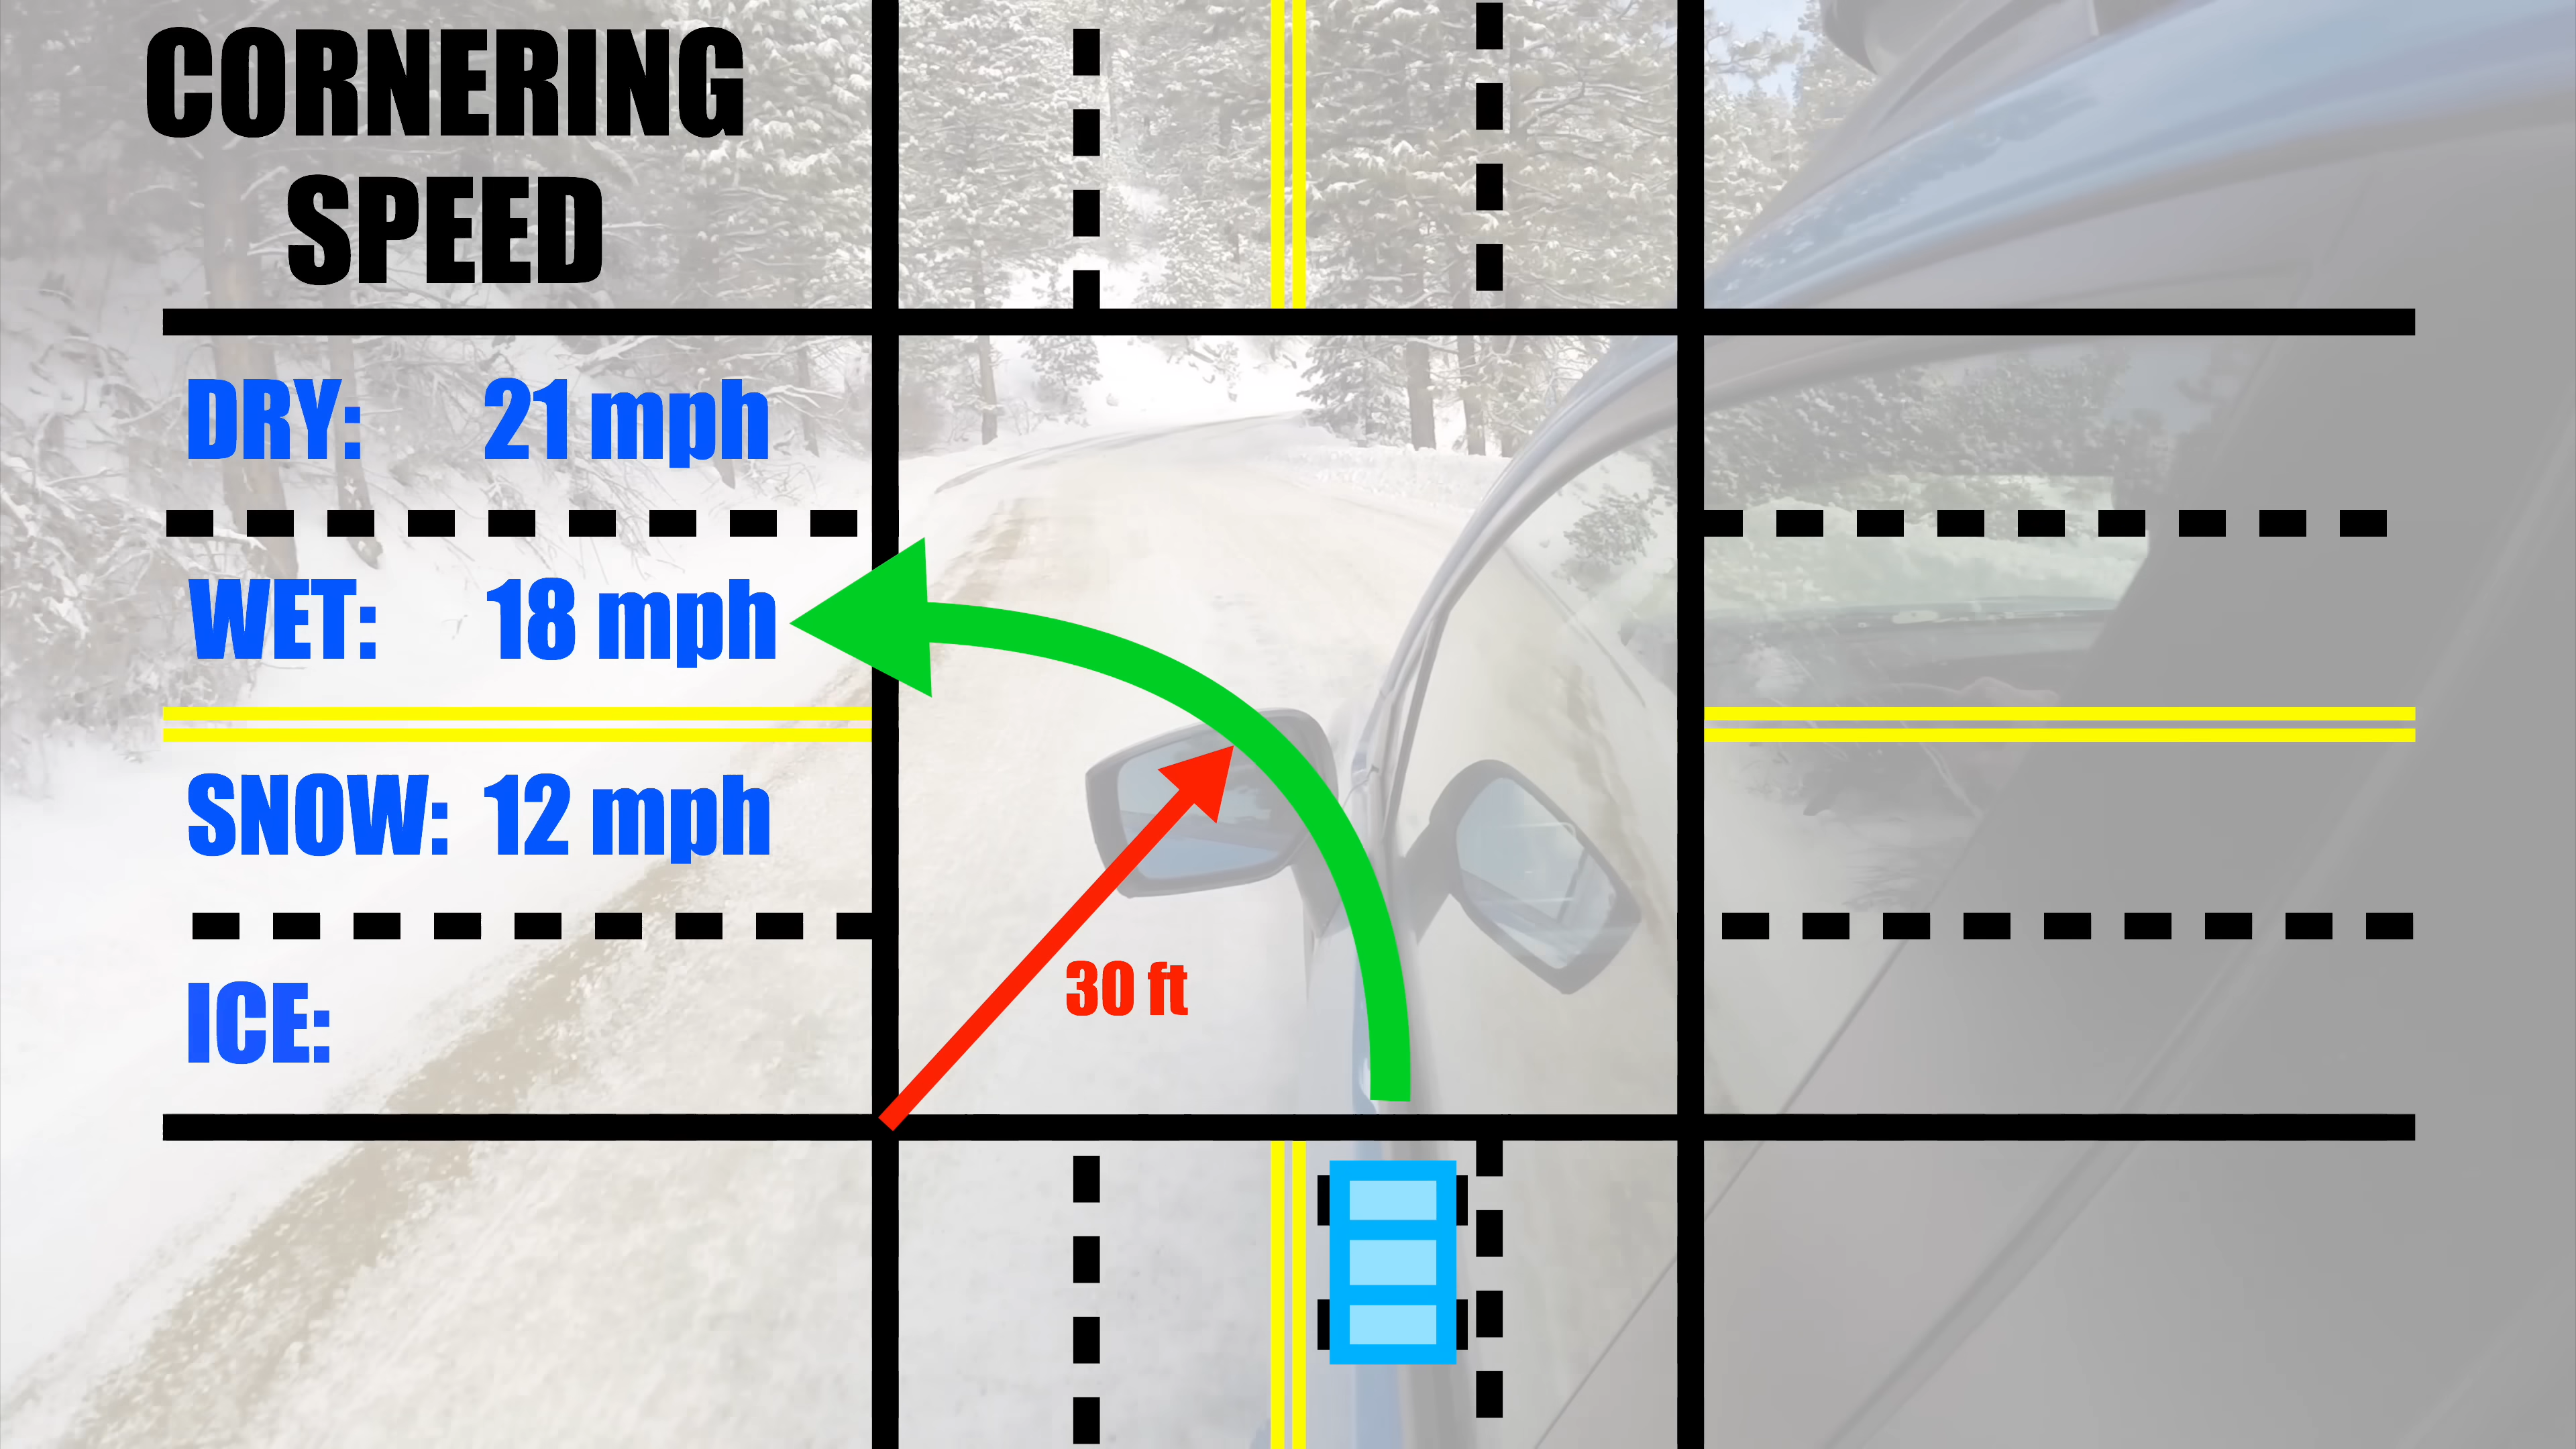 CORNERING
SPEED
DRY: 21 mph
WET: 18 mph
SNOW: 12 mph
30 ft
ICE: